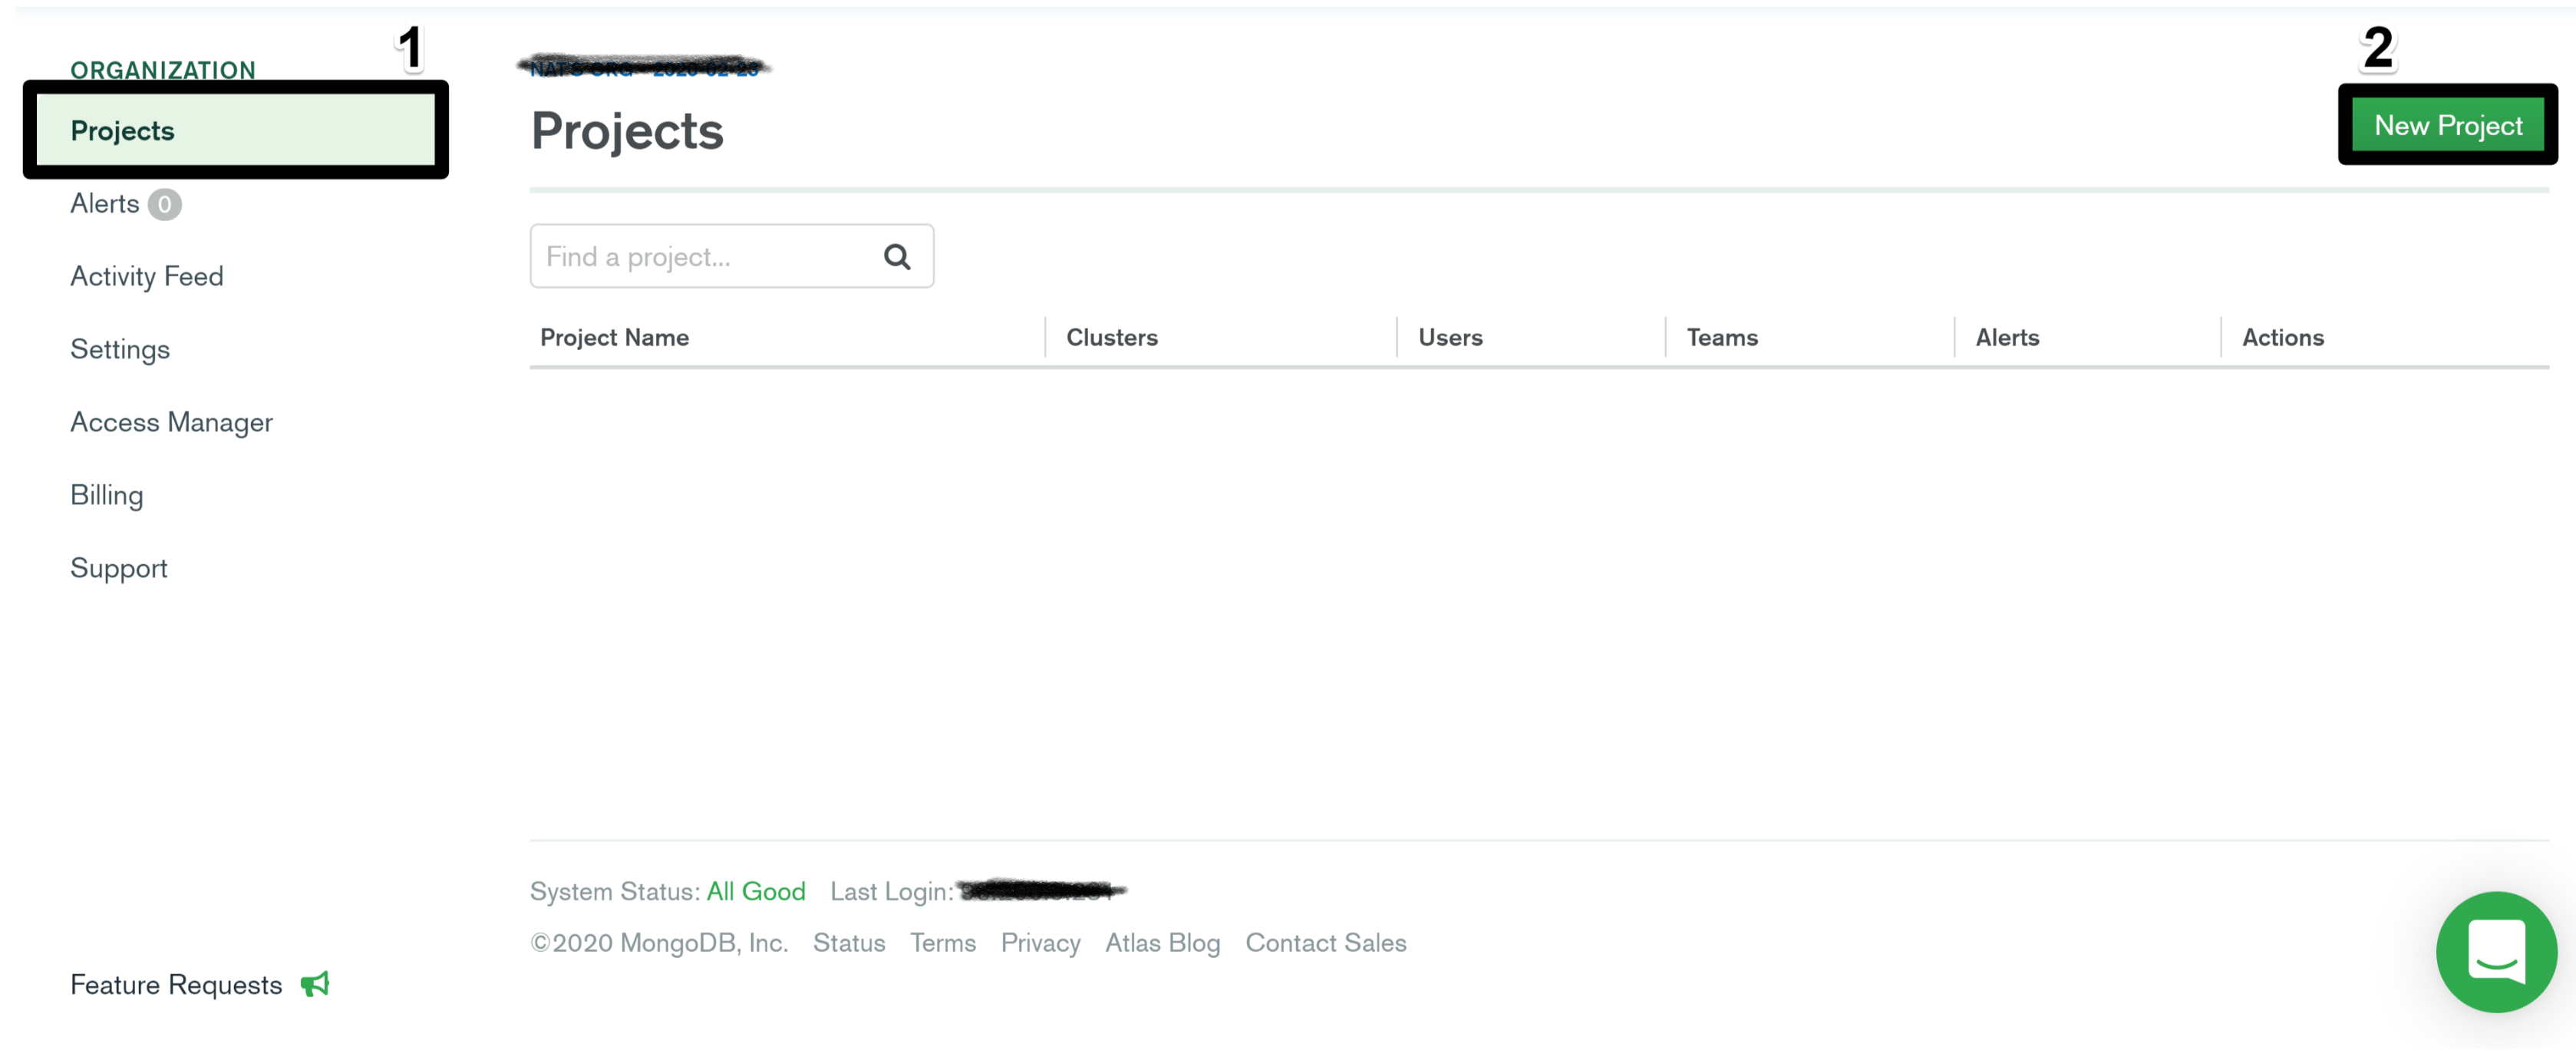 1
2
ORGANIZATION
Projects
Alerts 0
Activity Feed
Settings
Access Manager
Billing
Support
Feature Requests
Projects
New Project
Find a project...
Project Name Clusters Users Teams Alerts Actions
System Status: All Good Last Login:
©2020 MongoDB, Inc. Status Terms Privacy Atlas Blog Contact Sales